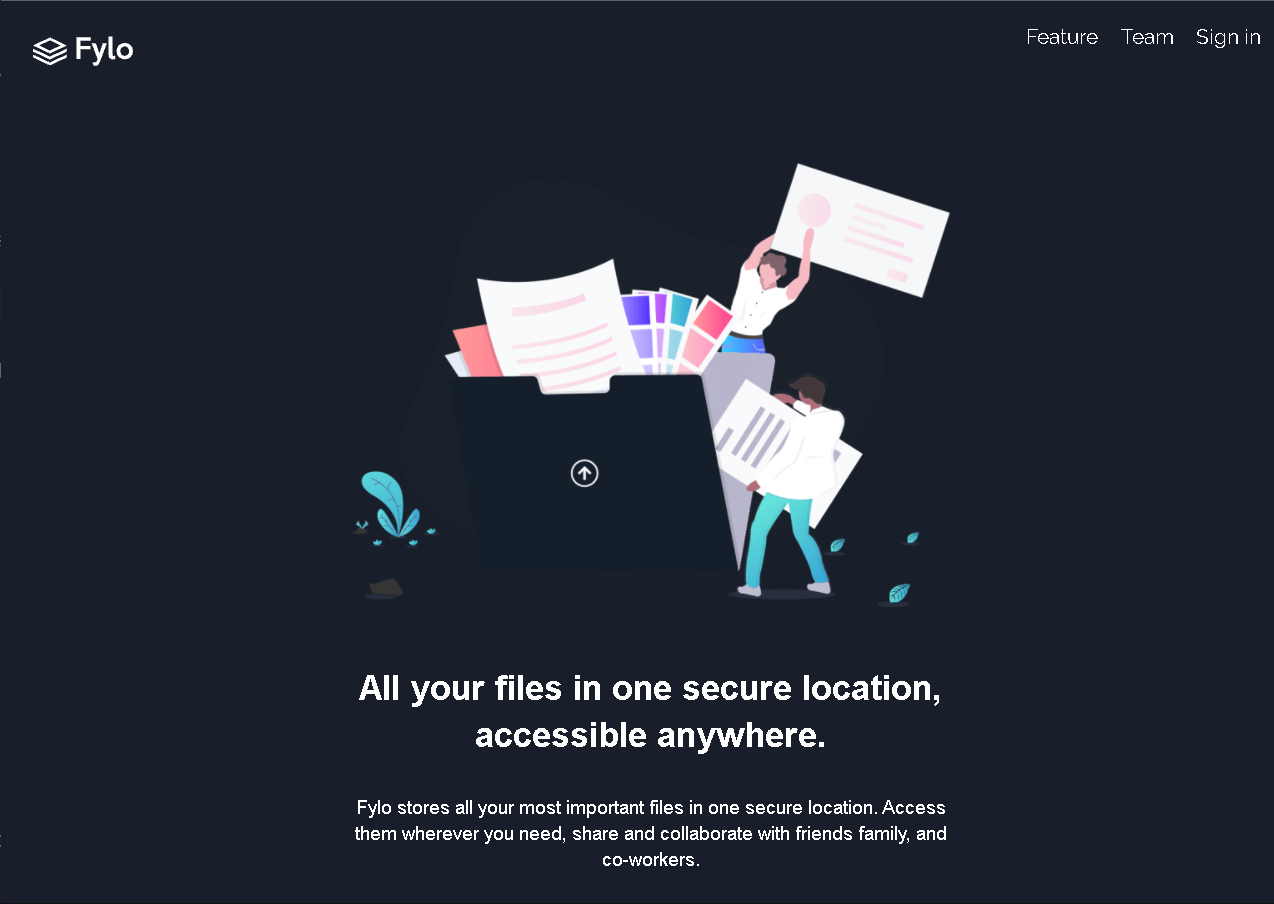 Fylo
Feature Team Sign in
All your files in one secure location,
accessible anywhere.
Fylo stores all your most important files in one secure location. Access
them wherever you need, share and collaborate with friends family, and
co-workers.